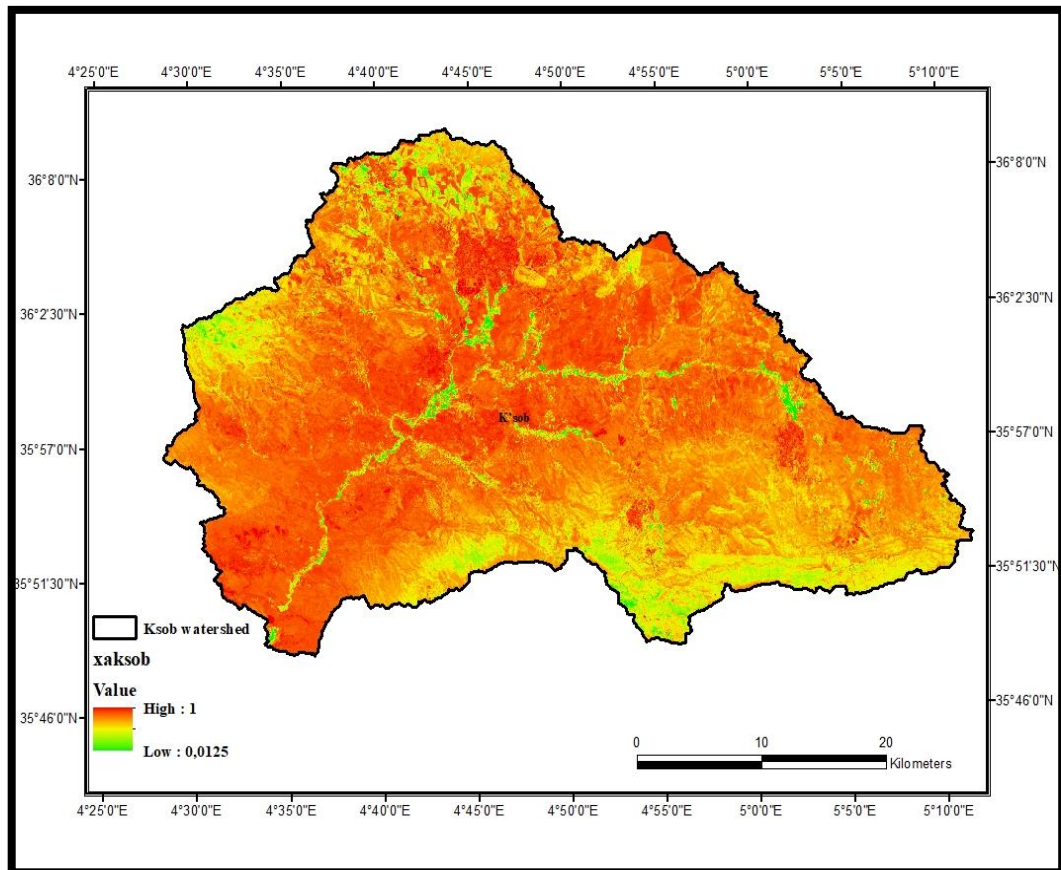 4°25'0"E 4°30'0"E 4°35'0"E 4°40'0"E 4°45'0"E 4°50'0"E 4°55'0"E 5°0'0"E 5°5'0"E 5°10'0"E
36°8'0"N 36°8'0"N
36°2'30"N 36°2'30"N
K'sob
35°57'0"N 35°57'0"N
35°51'30"N 35°51'30"N
Ksob watershed
xaksob
Value
High : 1
Low : 0,0125
35°46'0"N 35°46'0"N
0 10 20
Kilometers
4°25'0"E 4°30'0"E 4°35'0"E 4°40'0"E 4°45'0"E 4°50'0"E 4°55'0"E 5°0'0"E 5°5'0"E 5°10'0"E